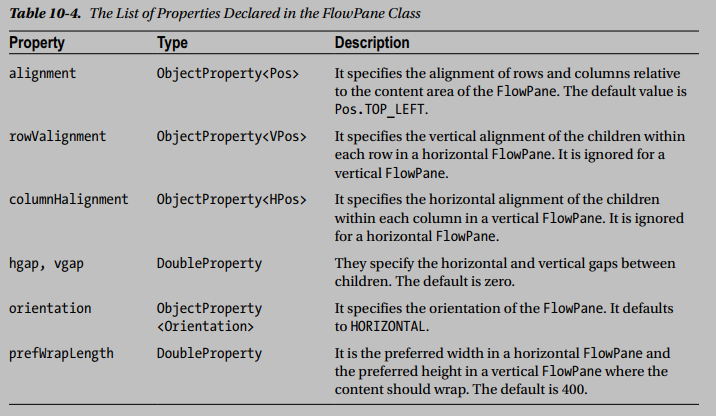 Table 10-4. The List of Properties Declared in the FlowPane Class
Property Type Description
alignment ObjectProperty<Pos> It specifies the alignment of rows and columns relative
to the content area of the FlowPane. The default value is
Pos.TOP_LEFT.
rowValignment ObjectProperty<VPos> It specifies the vertical alignment of the children within
each row in a horizontal FlowPane. It is ignored for a
vertical FlowPane.
columnHalignment ObjectProperty<HPos> It specifies the horizontal alignment of the children
within each column in a vertical FlowPane. It is ignored
for a horizontal FlowPane.
hgap, vgap DoubleProperty They specify the horizontal and vertical gaps between
children. The default is zero.
orientation ObjectProperty It specifies the orientation of the FlowPane. It defaults
<Orientation> to HORIZONTAL.
prefWrapLength DoubleProperty It is the preferred width in a horizontal FlowPane and
the preferred height in a vertical FlowPane where the
content should wrap. The default is 400.